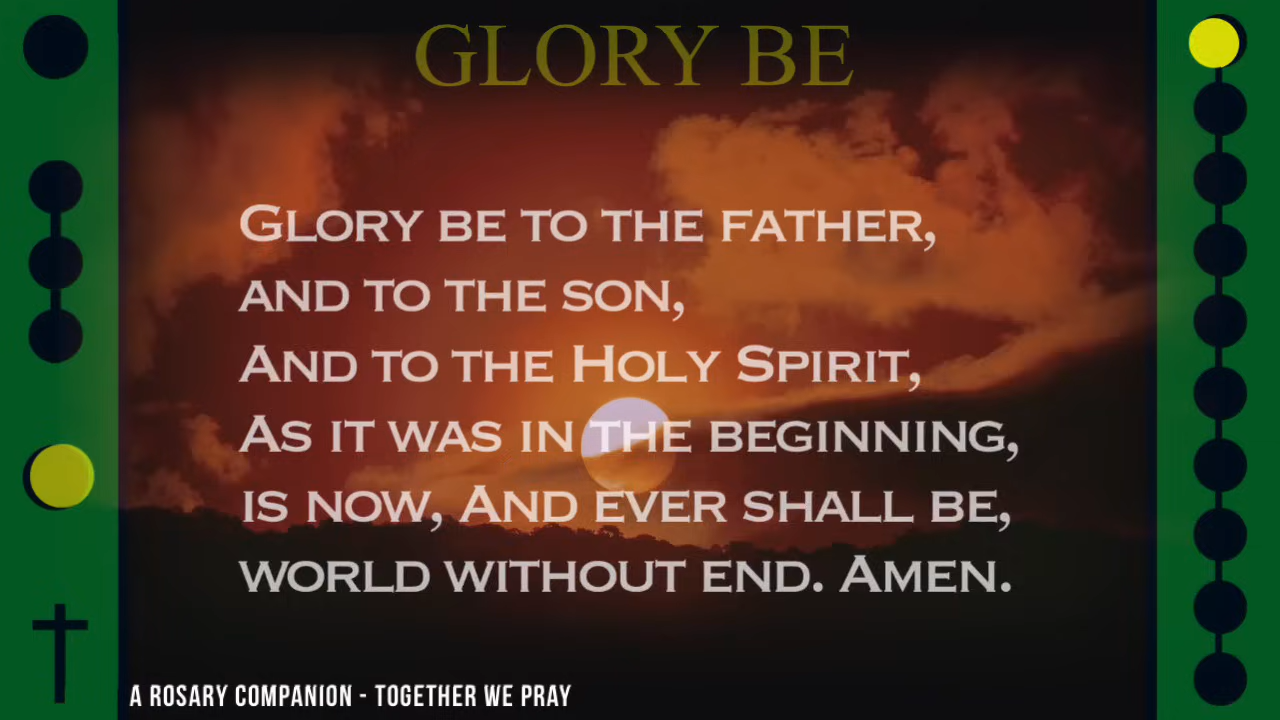 GLORY BE
Glory be to the father,
and to the son,
And to the Holy Spirit,
As it was in the beginning,
is now, And ever shall be,
world without end. Amen.
A ROSARY COMPANION - TOGETHER WE PRAY